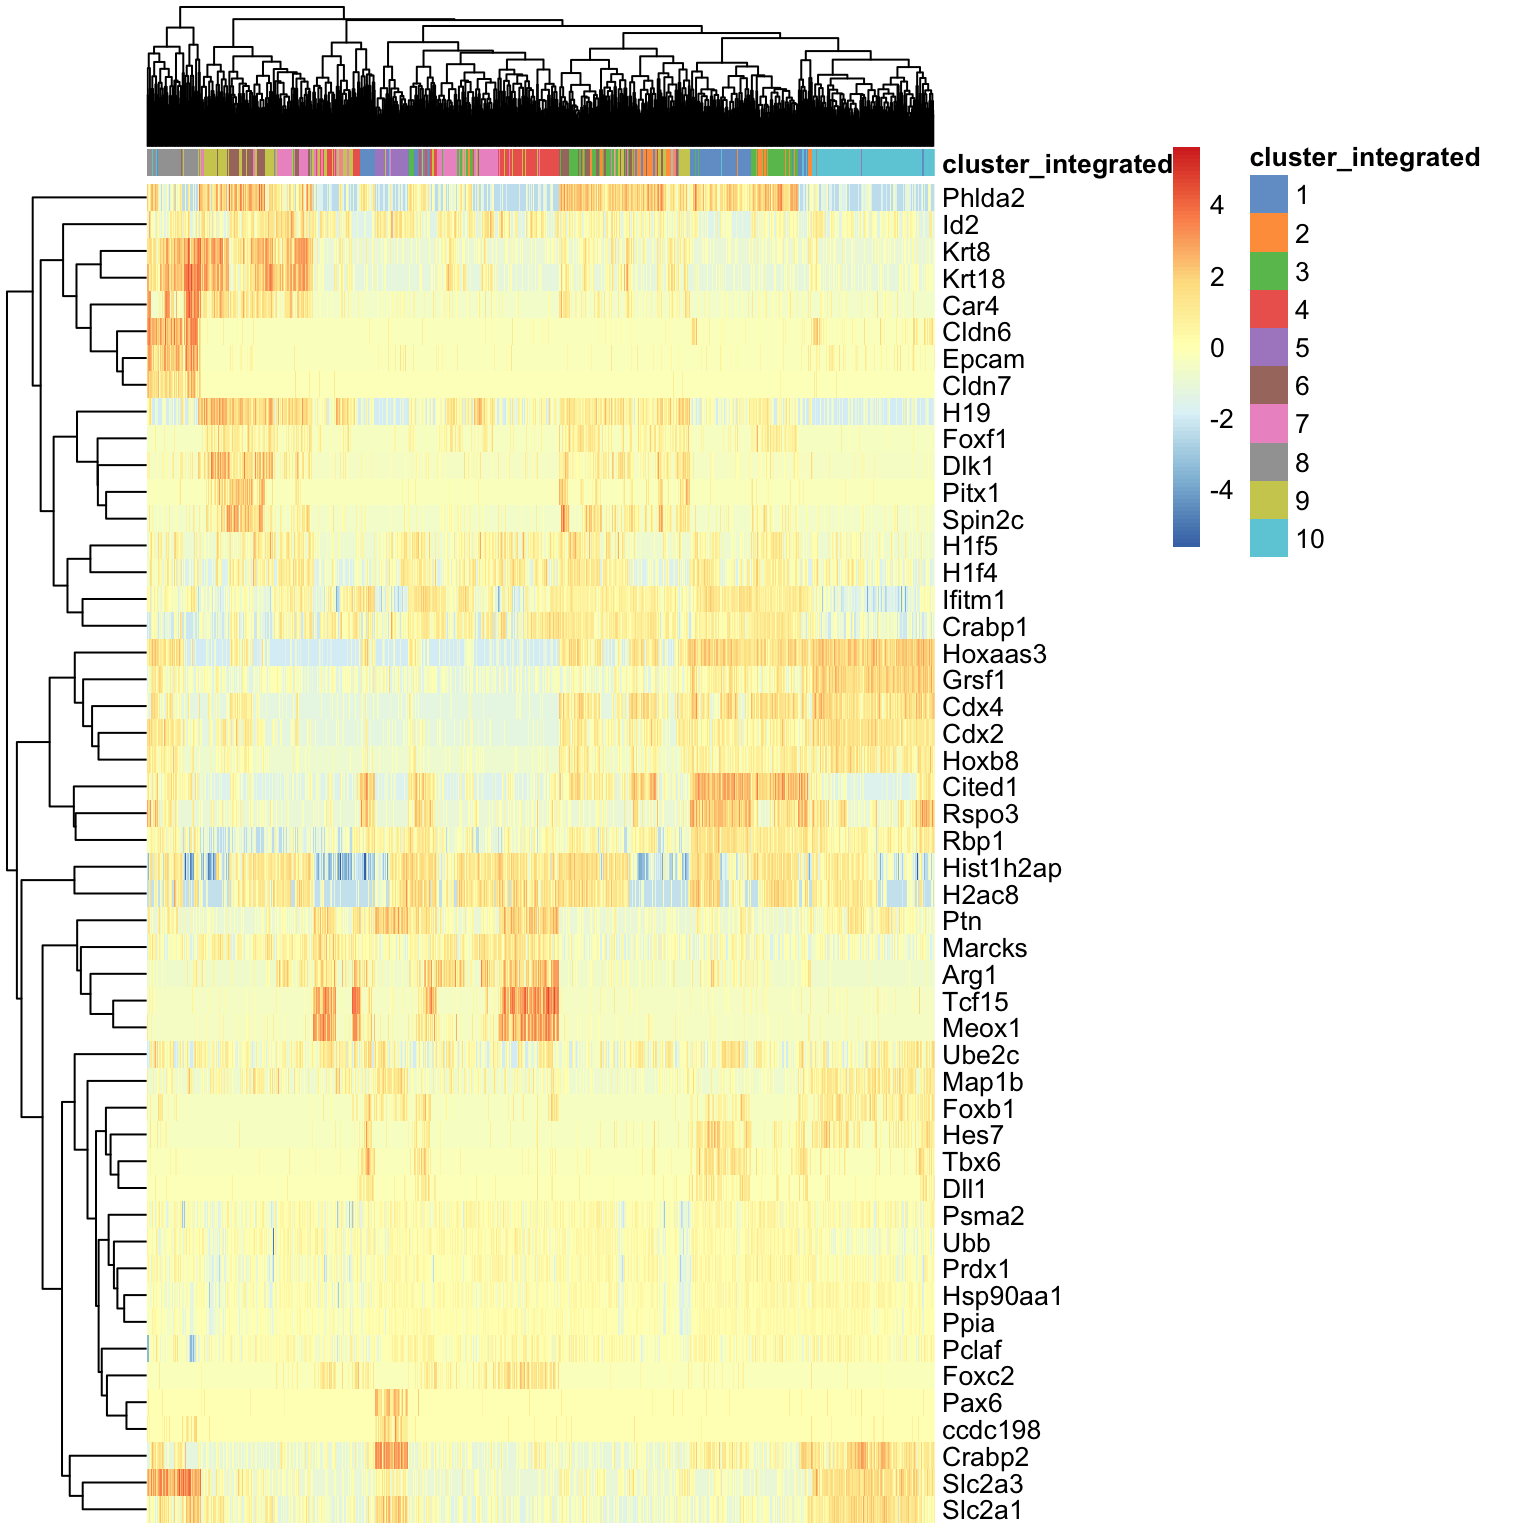 cluster_integrated
Phlda2
Id2
Krt8
Krt18
Car4
Cldn6
Epcam
Cldn7
H19
Foxf1
Dlk1
Pitx1
Spin2c
H1f5
H1f4
Ifitm1
Crabp1
Hoxaas3
Grsf1
Cdx4
Cdx2
Hoxb8
Cited1
Rspo3
Rbp1
Hist1h2ap
H2ac8
Ptn
Marcks
Arg1
Tcf15
Meox1
Ube2c
Map1b
Foxb1
Hes7
Tbx6
Dll1
Psma2
Ubb
Prdx1
Hsp90aa1
Ppia
Pclaf
Foxc2
Pax6
ccdc198
Crabp2
Slc2a3
Slc2a1
4
2
0
-2
-4
cluster_integrated
1
2
3
4
5
6
7
8
9
10